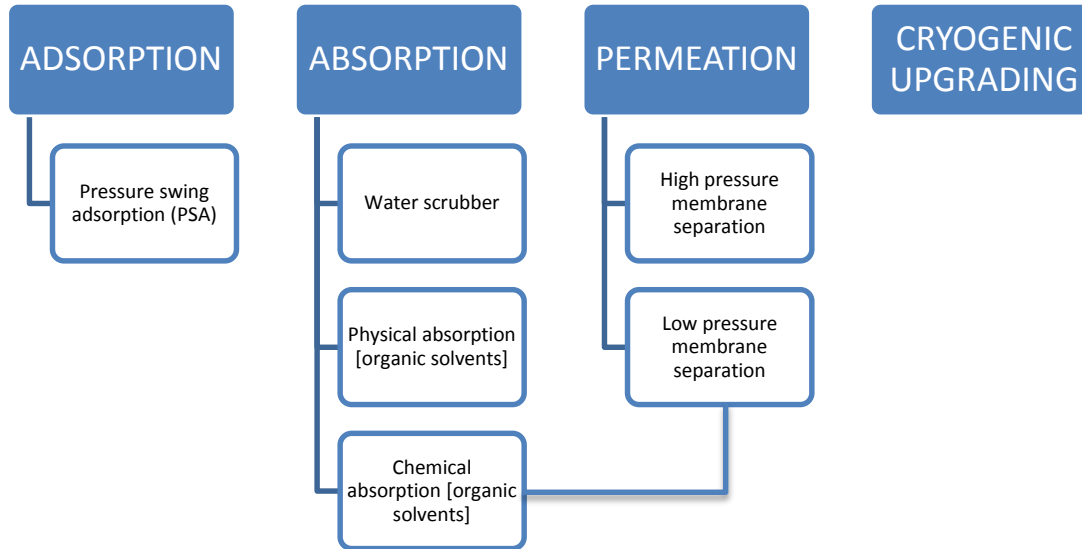 ADSORPTION
Pressure swing
adsorption (PSA)
ABSORPTION
Water scrubber
Physical absorption
[organic solvents]
Chemical
absorption [organic
solvents]
PERMEATION
High pressure
membrane
separation
Low pressure
membrane
separation
CRYOGENIC
UPGRADING